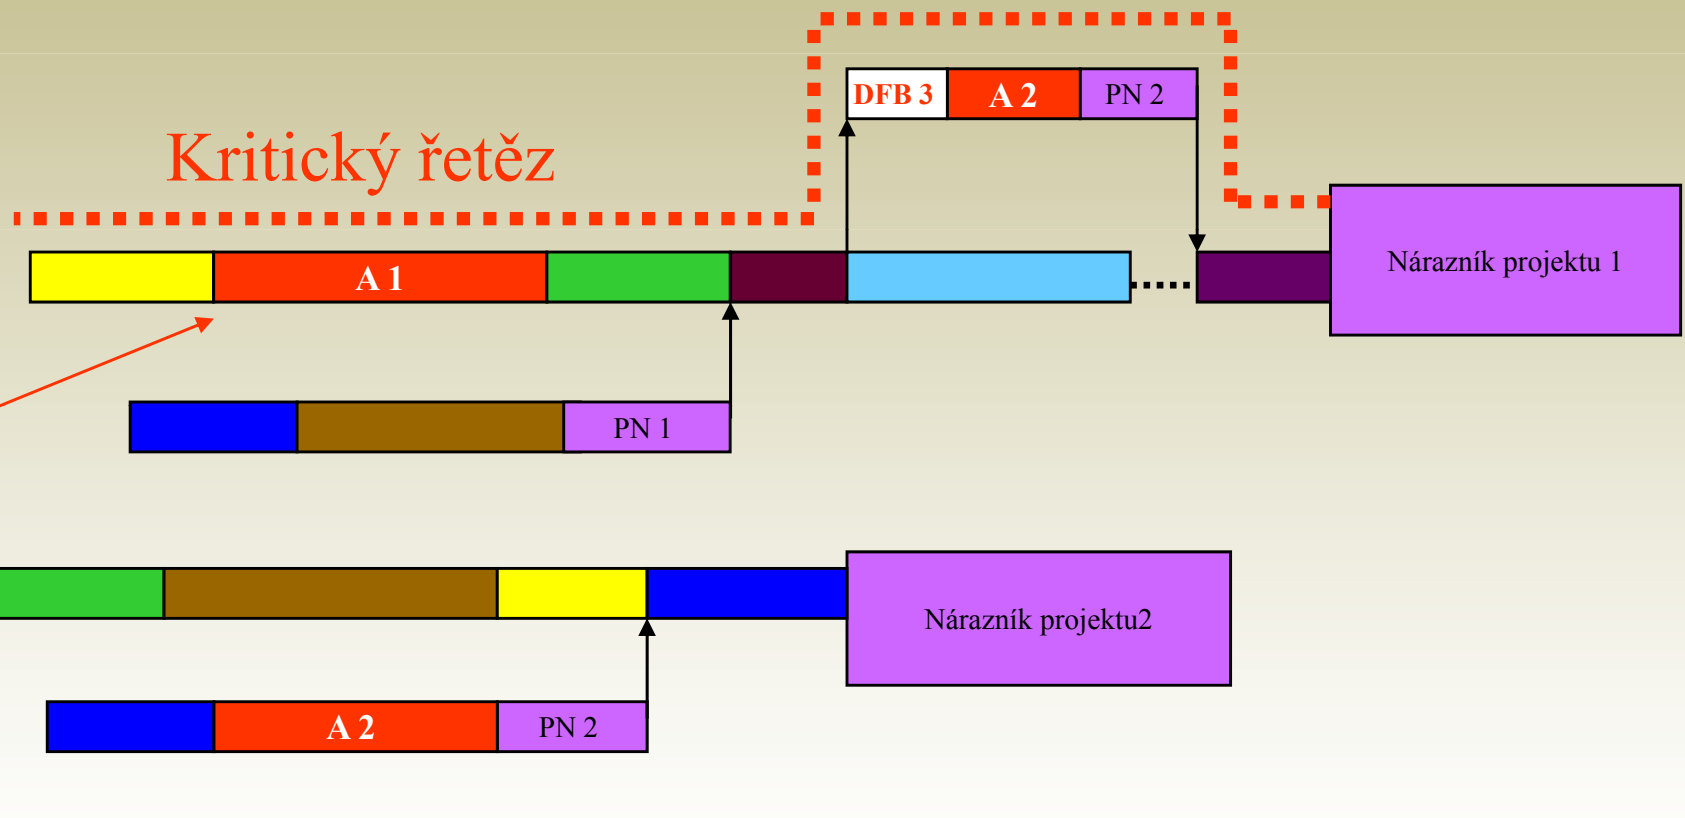 DFB 3 A 2 PN 2
Kritický řetěz
Nárazník projektu 1
A 1
PN 1
Nárazník projektu2
A 2 PN 2